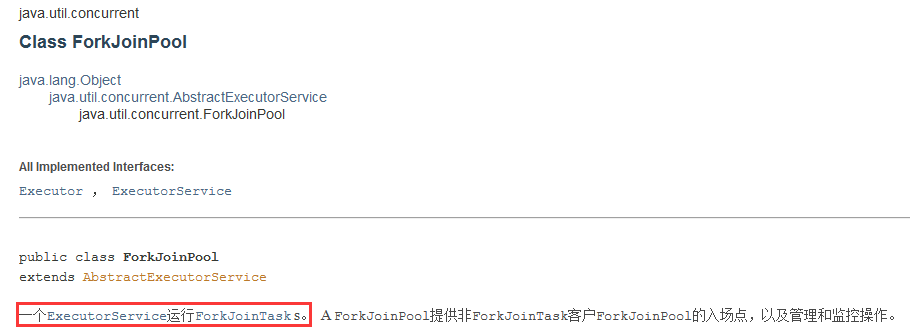 java.util.concurrent
Class ForkJoinPool
java.lang.Object
java.util.concurrent.AbstractExecutorService
java.util.concurrent.ForkJoinPool
All Implemented Interfaces:
Executor , ExecutorService
public class ForkJoinPool
extends AbstractExecutorService
一个ExecutorService运行ForkJoinTask s。 A ForkJoinPool提供非ForkJoinTask客户ForkJoinPool的入场点，以及管理和监控操作。